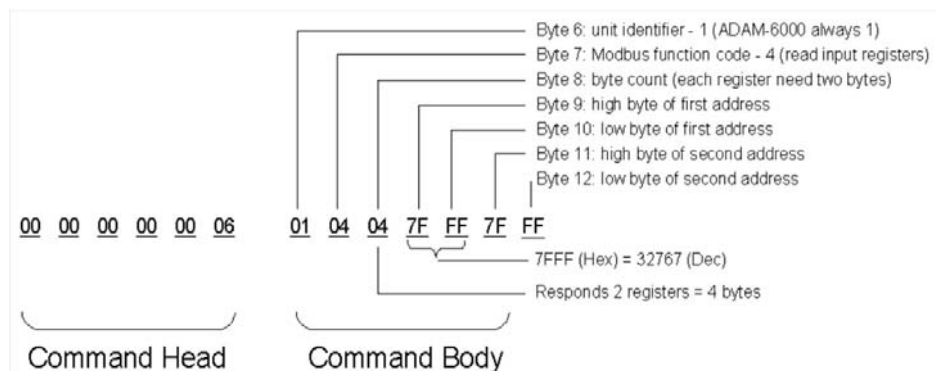 Byte 6: unit identifier - 1 (ADAM-6000 always 1)
Byte 7: Modbus function code - 4 (read input registers)
Byte 8: byte count (each register need two bytes)
Byte 9: high byte of first address
Byte 10: low byte of first address
Byte 11: high byte of second address
Byte 12: low byte of second address
00 00 00 00 00 06 01 04 04 7F FF 7F FF
7FFF (Hex) = 32767 (Dec)
Responds 2 registers = 4 bytes
Command Head Command Body